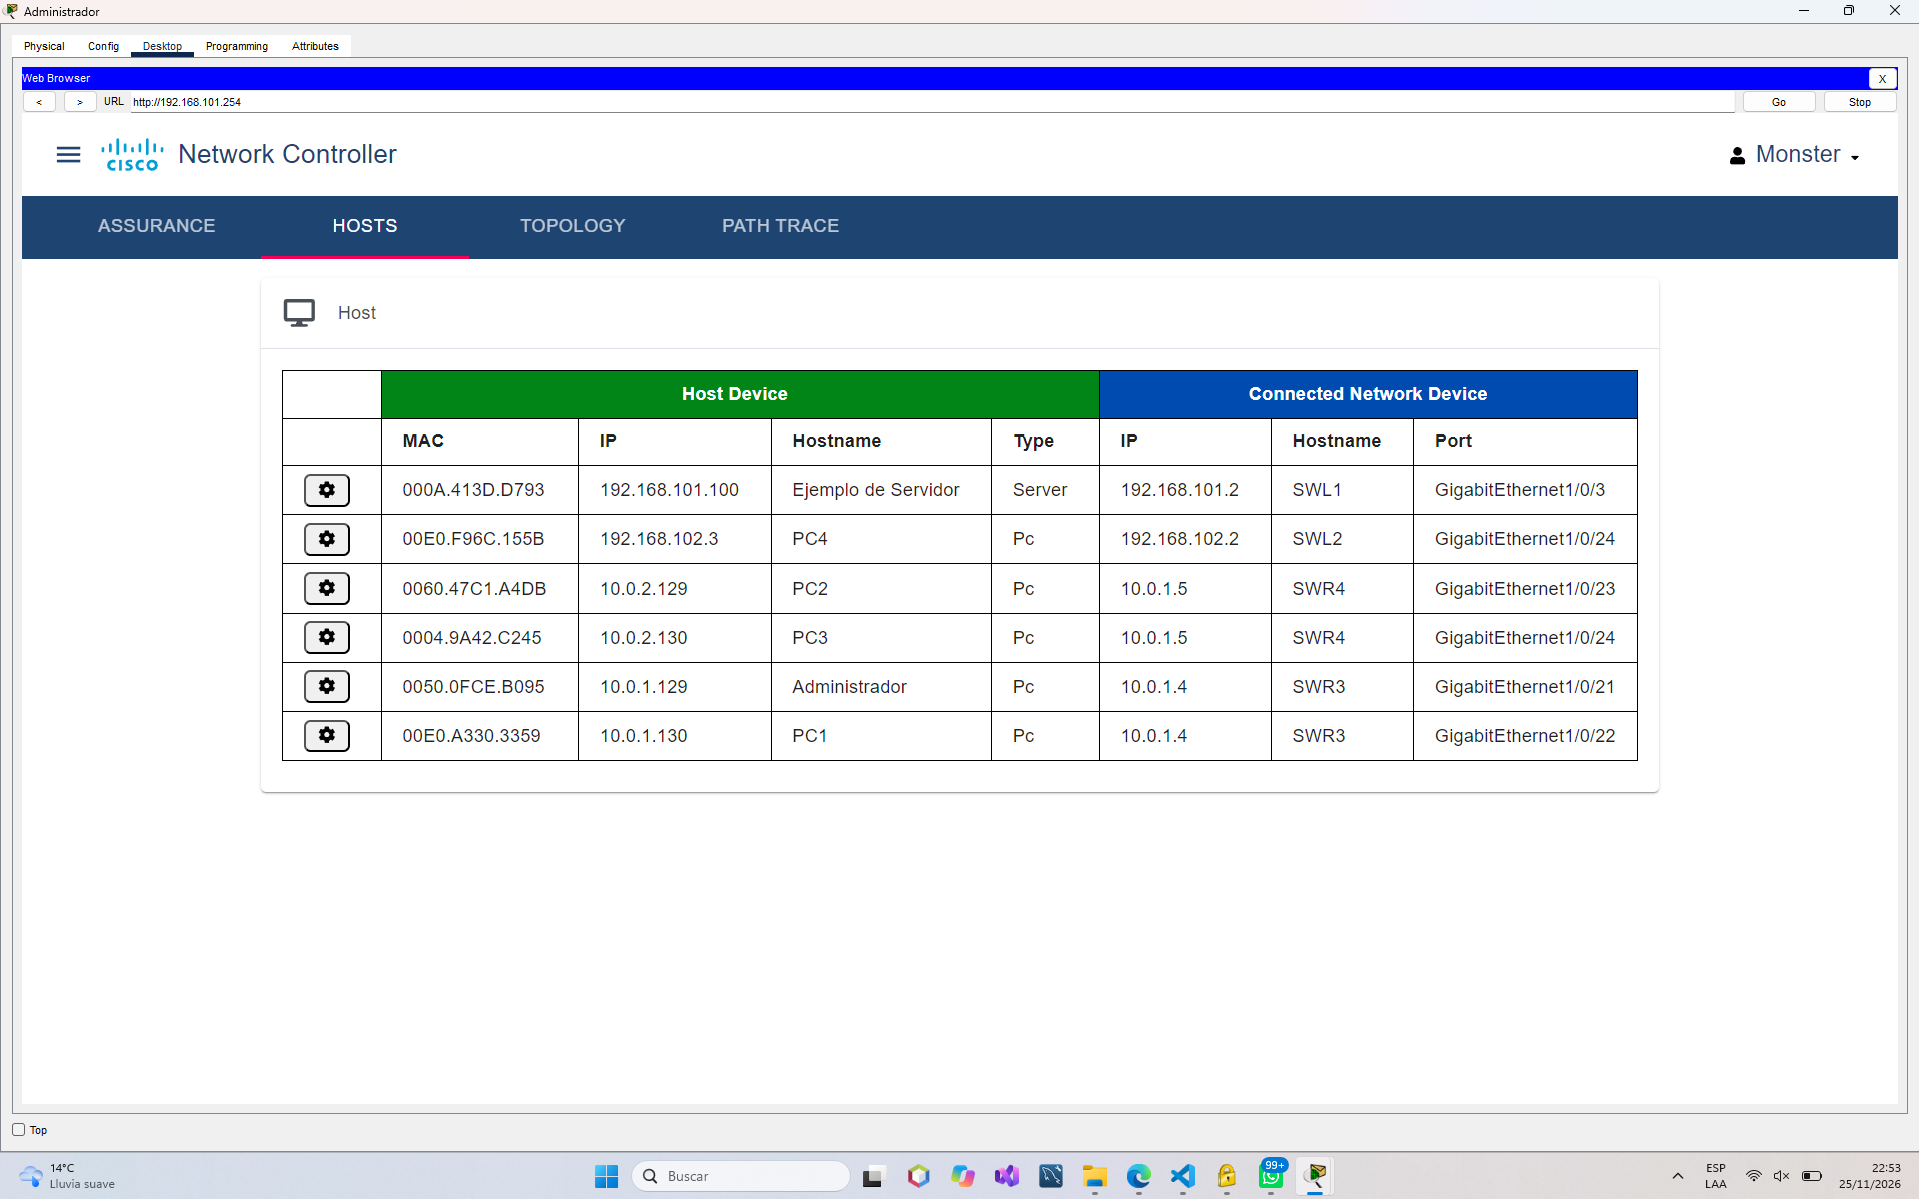 Administrador
Physical Config Desktop Programming Attributes
Web Browser X
< > URL http://192.168.101.254 Go Stop
CISCO Network Controller Monster
ASSURANCE HOSTS TOPOLOGY PATH TRACE
Host
Host Device Connected Network Device
MAC IP Hostname Type IP Hostname Port
000A.413D.D793 192.168.101.100 Ejemplo de Servidor Server 192.168.101.2 SWL1 GigabitEthernet1/0/3
00E0.F96C.155B 192.168.102.3 PC4 Pc 192.168.102.2 SWL2 GigabitEthernet1/0/24
0060.47C1.A4DB 10.0.2.129 PC2 Pc 10.0.1.5 SWR4 GigabitEthernet1/0/23
0004.9A42.C245 10.0.2.130 PC3 Pc 10.0.1.5 SWR4 GigabitEthernet1/0/24
0050.0FCE.B095 10.0.1.129 Administrador Pc 10.0.1.4 SWR3 GigabitEthernet1/0/21
00E0.A330.3359 10.0.1.130 PC1 Pc 10.0.1.4 SWR3 GigabitEthernet1/0/22
Top
14°C
Lluvia suave
Buscar
99+
ESP
LAA
22:53
25/11/2026